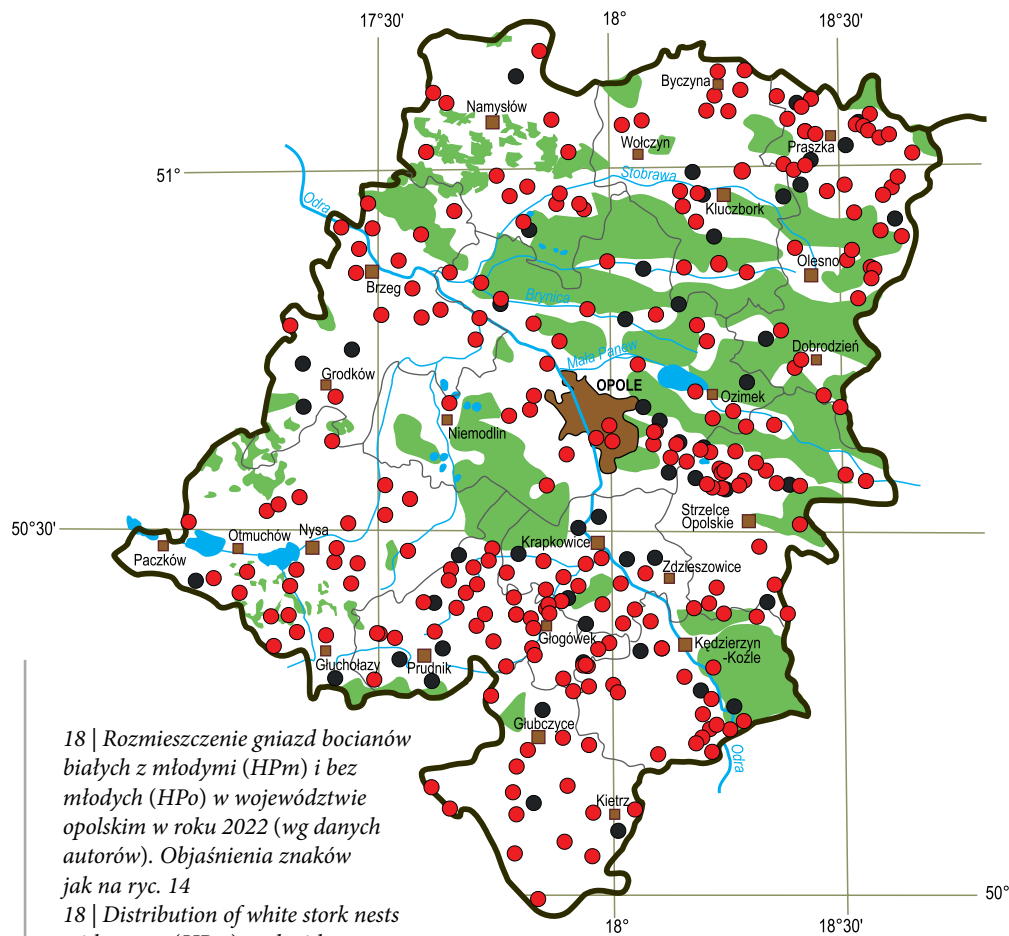 17°30'
18°
18°30'
Byczyna
Namysłów
Wołczyn
Praszka
51°
Stobrawa
Odra
Kluczbork
Olesno
Brzeg
Brynica
Mała Panew
Dobrodzień
Grodków
OPOLE
Ozimek
Niemodlin
Strzelce
Opolskie
50°30'
Otmuchów
Nysa
Krapkowice
Paczków
Zdzieszowice
Głogówek
Kędzierzyn
-Koźle
Głuchołazy
Prudnik
Głubczyce
Odra
Kietrz
50°
18°
18°30'
18 | Rozmieszczenie gniazd bocianów
białych z młodymi (HPm) i bez
młodych (HPo) w województwie
opolskim w roku 2022 (wg danych
autorów). Objaśnienia znaków
jak na ryc. 14
18 | Distribution of white stork nests